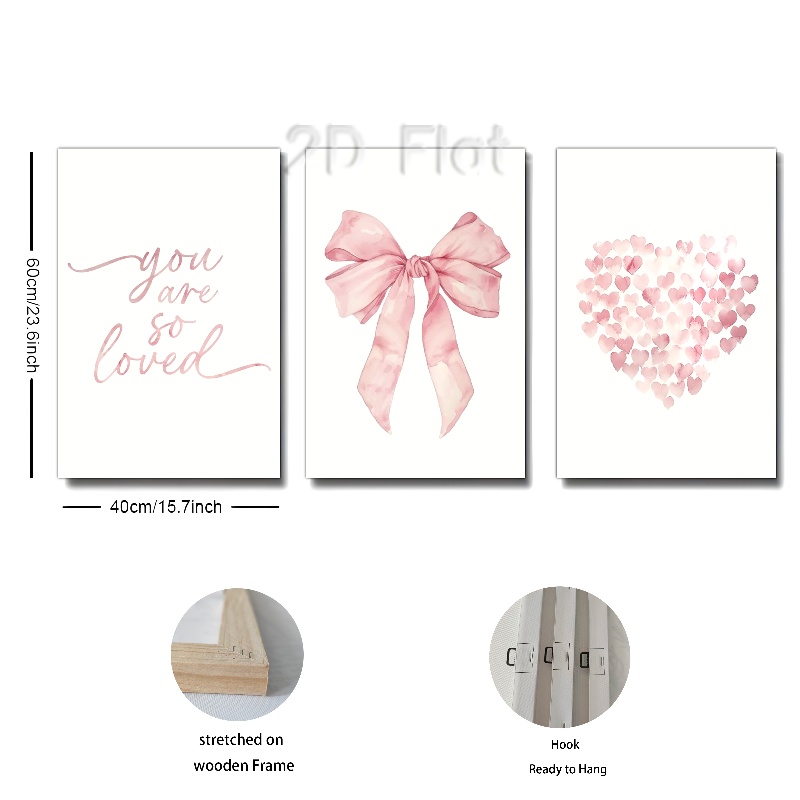 2D Flat
you
are
so
loved
60cm/23.6inch
40cm/15.7inch
stretched on
wooden Frame
Hook
Ready to Hang